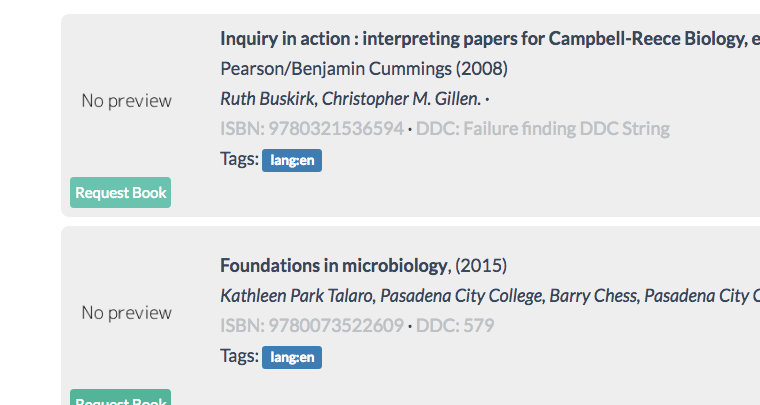 Inquiry in action : interpreting papers for Campbell-Reece Biology, e
Pearson/Benjamin Cummings (2008)
No preview
Ruth Buskirk, Christopher M. Gillen. ·
ISBN: 9780321536594 · DDC: Failure finding DDC String
Tags: lang:en
Request Book
Foundations in microbiology, (2015)
Kathleen Park Talaro, Pasadena City College, Barry Chess, Pasadena City C
No preview
ISBN: 9780073522609 · DDC: 579
Tags: lang:en
Request Book